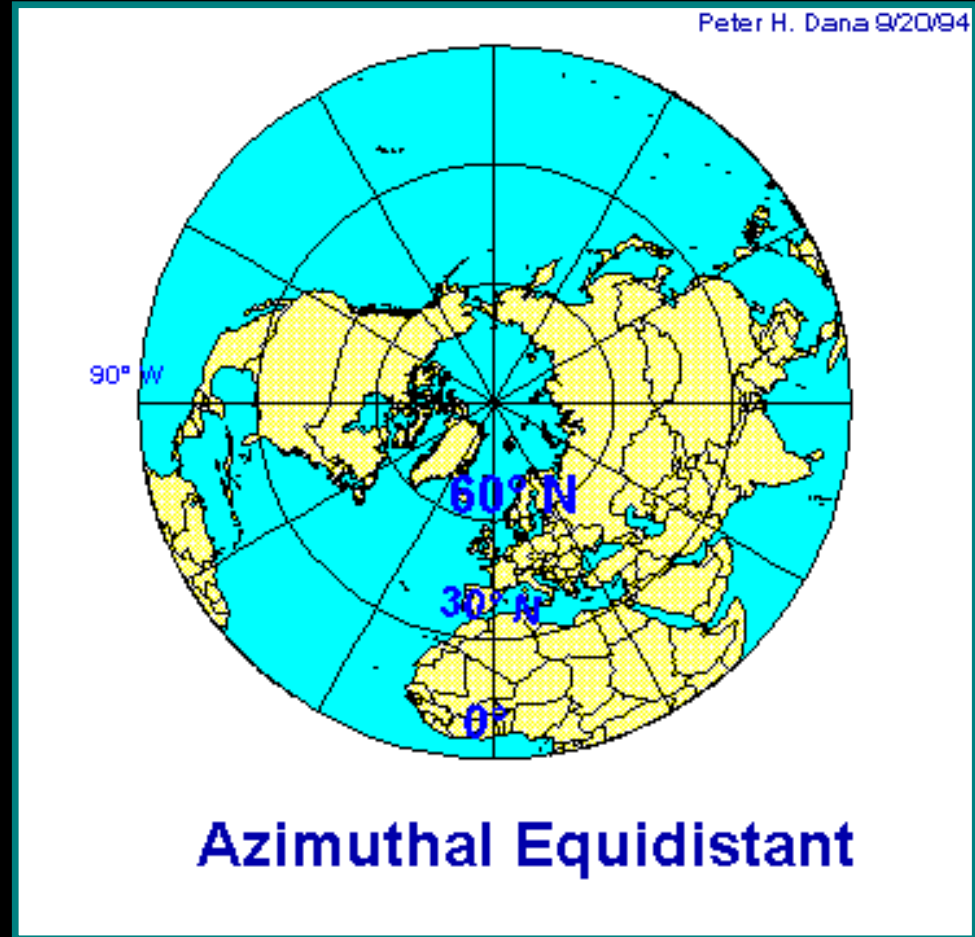 Peter H. Dana 9/20/94
90° W
60° N
30° N
0°
Azimuthal Equidistant